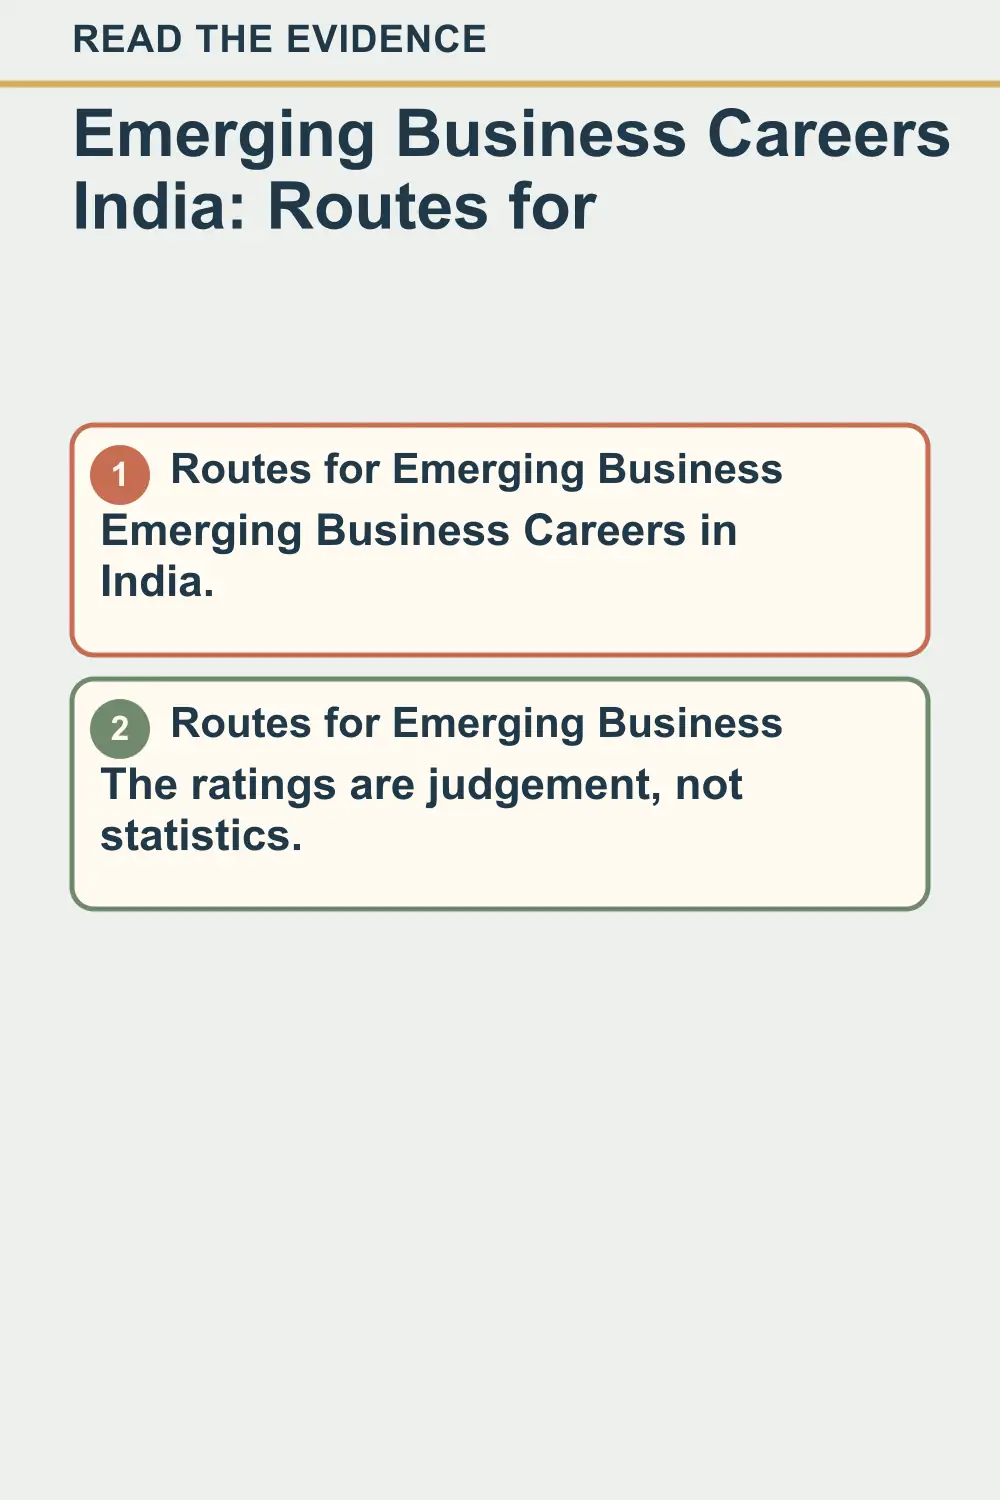 READ THE EVIDENCE
Emerging Business Careers
India: Routes for
1 Routes for Emerging Business
Emerging Business Careers in
India.
2 Routes for Emerging Business
The ratings are judgement, not
statistics.